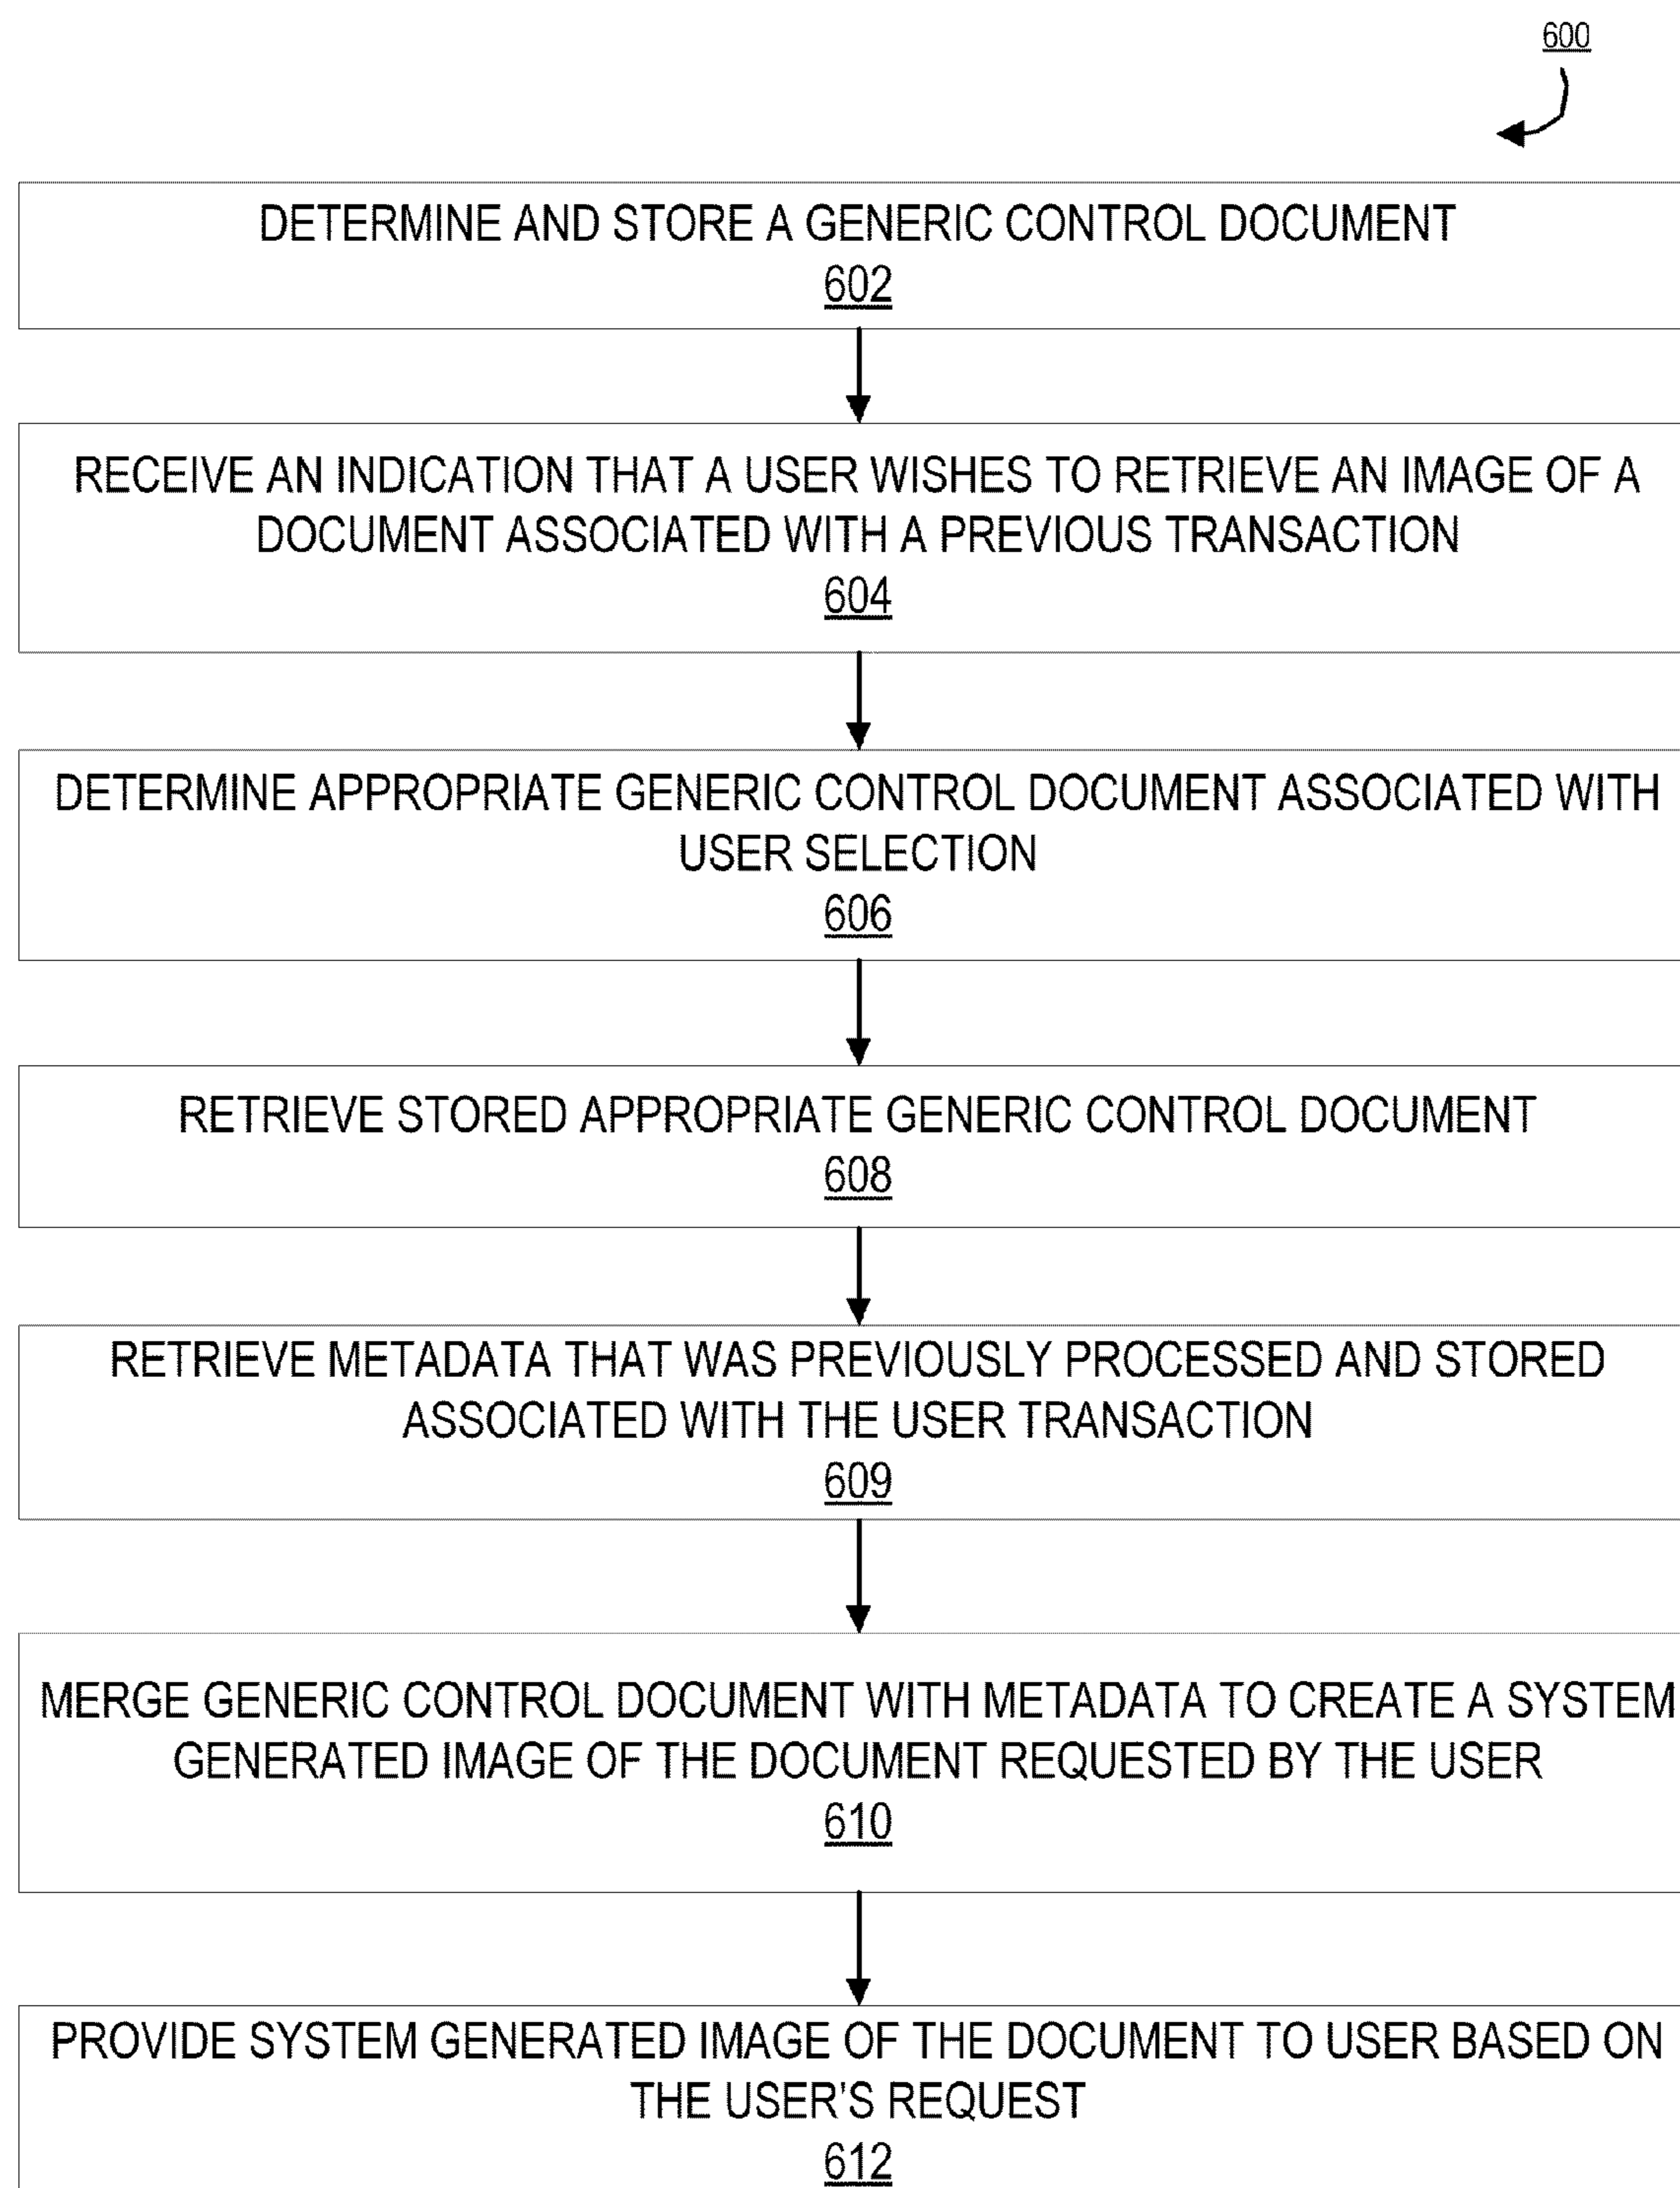 600
DETERMINE AND STORE A GENERIC CONTROL DOCUMENT
602
RECEIVE AN INDICATION THAT A USER WISHES TO RETRIEVE AN IMAGE OF A
DOCUMENT ASSOCIATED WITH A PREVIOUS TRANSACTION
604
DETERMINE APPROPRIATE GENERIC CONTROL DOCUMENT ASSOCIATED WITH
USER SELECTION
606
RETRIEVE STORED APPROPRIATE GENERIC CONTROL DOCUMENT
608
RETRIEVE METADATA THAT WAS PREVIOUSLY PROCESSED AND STORED
ASSOCIATED WITH THE USER TRANSACTION
609
MERGE GENERIC CONTROL DOCUMENT WITH METADATA TO CREATE A SYSTEM
GENERATED IMAGE OF THE DOCUMENT REQUESTED BY THE USER
610
PROVIDE SYSTEM GENERATED IMAGE OF THE DOCUMENT TO USER BASED ON
THE USER'S REQUEST
612